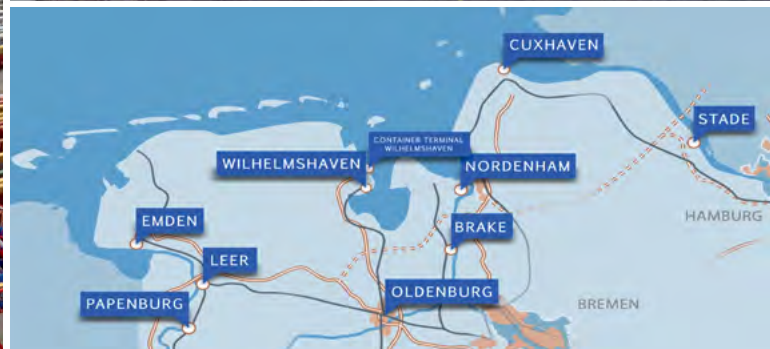 CUXHAVEN
STADE
CONTAINER TERMINAL
WILHELMSHAVEN
WILHELMSHAVEN
NORDENHAM
HAMBURG
EMDEN
BRAKE
LEER
OLDENBURG
PAPENBURG
BREMEN